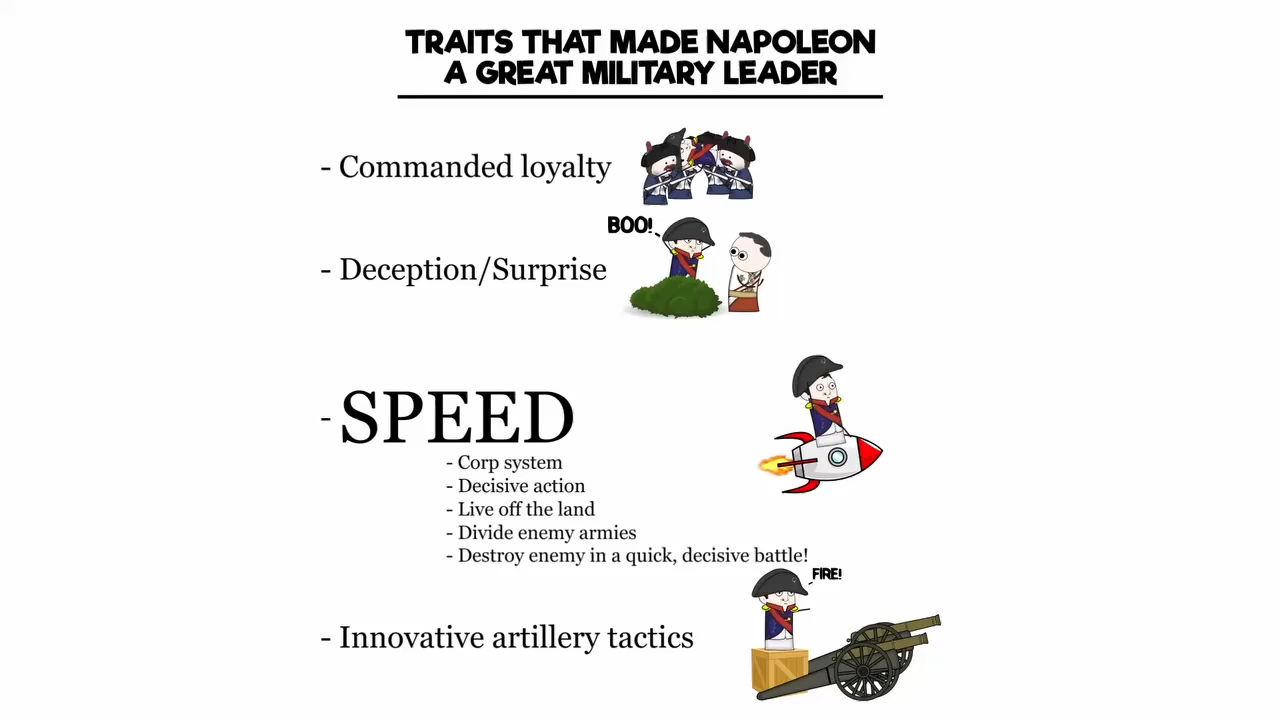 TRAITS THAT MADE NAPOLEON
A GREAT MILITARY LEADER
- Commanded loyalty
BOO!
- Deception/Surprise
- SPEED
- Corp system
- Decisive action
- Live off the land
- Divide enemy armies
- Destroy enemy in a quick, decisive battle!
FIRE!
- Innovative artillery tactics